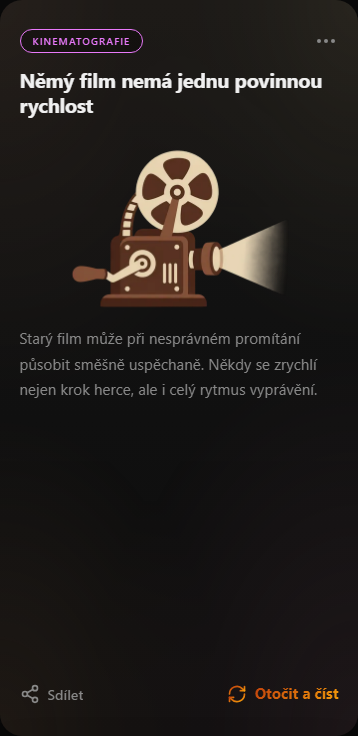 KINEMATOGRAFIE
Němý film nemá jednu povinnou
rychlost
Starý film může při nesprávném promítání
působit směšně uspěchaně. Někdy se zrychlí
nejen krok herce, ale i celý rytmus vyprávění.
Sdílet
Otočit a číst